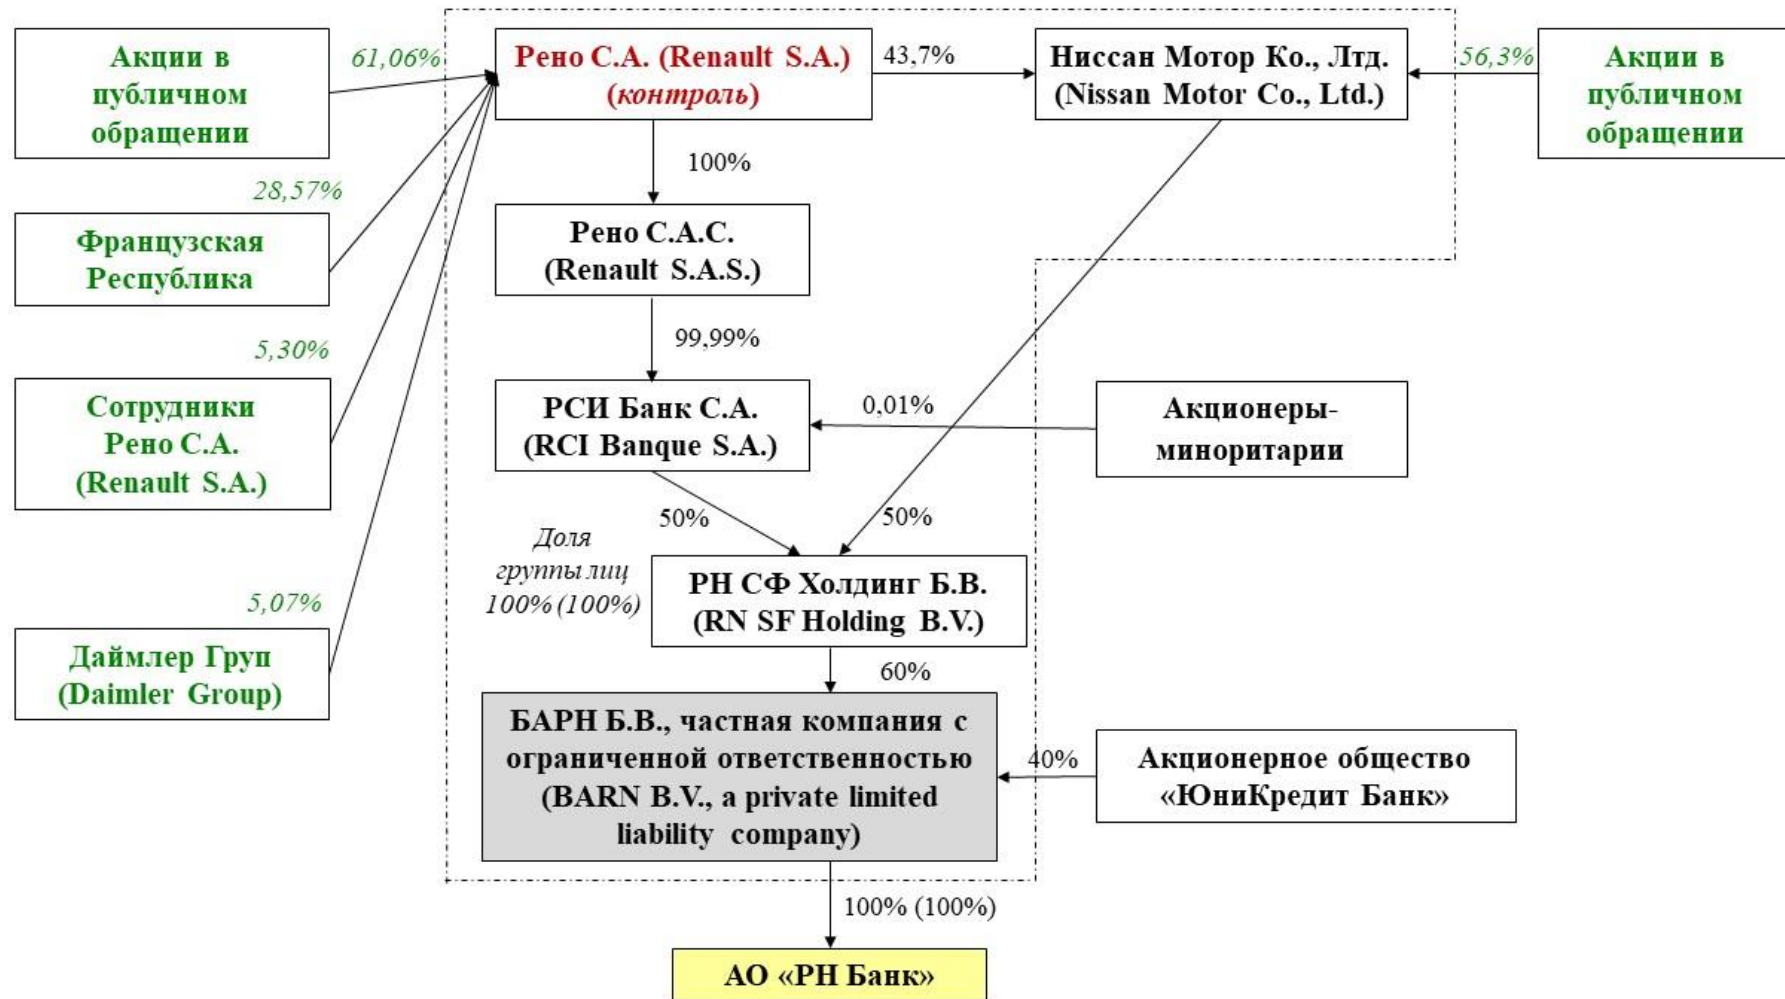 Акции в
публичном
обращении
61,06%
Рено С.А. (Renault S.A.)
(контроль)
43,7%
Ниссан Мотор Ко., Лтд.
(Nissan Motor Co., Ltd.)
56,3%
Акции в
публичном
обращении
100%
28,57%
Французская
Республика
Рено С.А.С.
(Renault S.A.S.)
99,99%
5,30%
Сотрудники
Рено С.А.
(Renault S.A.)
РСИ Банк С.А.
(RCI Banque S.A.)
0,01%
Акционеры-
миноритарии
50%
50%
Доля
группы лиц
100% (100%)
РН СФ Холдинг Б.В.
(RN SF Holding B.V.)
5,07%
Даймлер Груп
(Daimler Group)
60%
БАРН Б.В., частная компания с
ограниченной ответственностью
(BARN B.V., a private limited
liability company)
40%
Акционерное общество
«ЮниКредит Банк»
100% (100%)
АО «РН Банк»